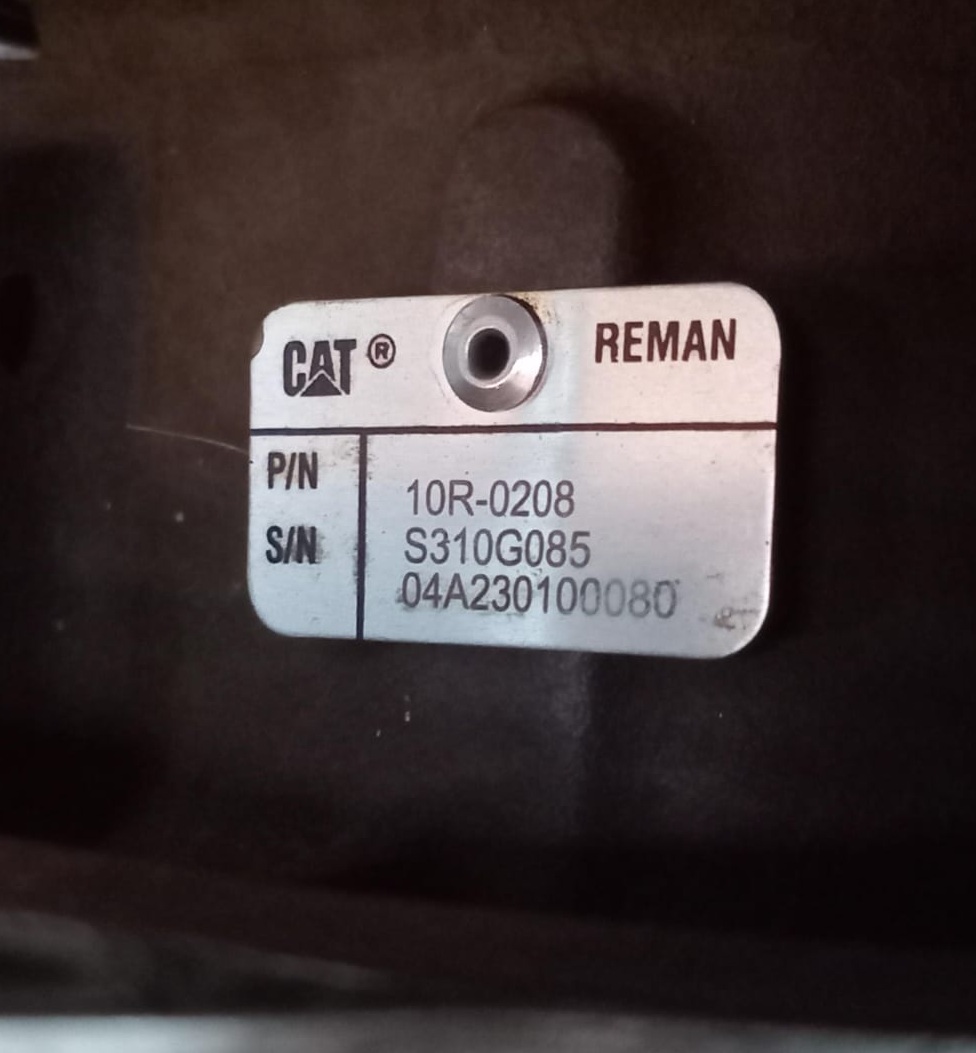 CAT ® REMAN
P/N 10R-0208
S/N S310G085
04A230100080